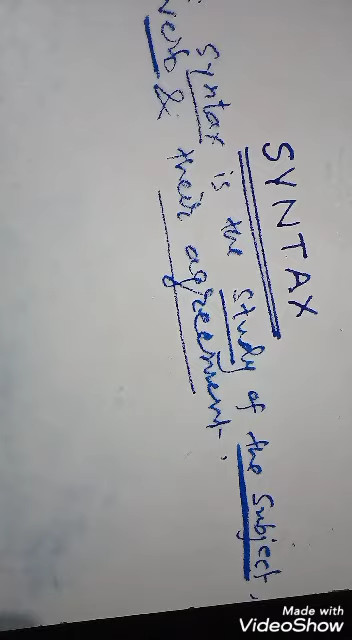 SYNTAX
Syntax is the study of the subject,
verb & their agreement.
Made with
VideoShow